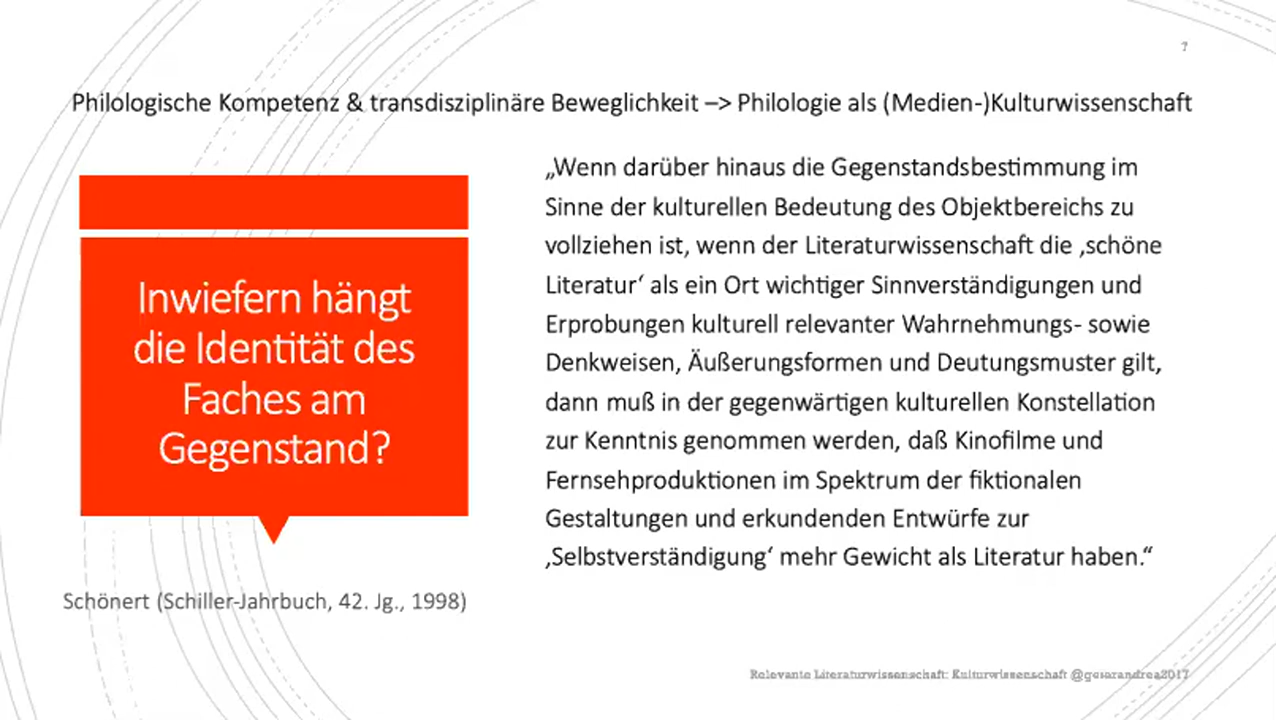 7
Philologische Kompetenz & transdisziplinäre Beweglichkeit –> Philologie als (Medien-)Kulturwissenschaft
Inwiefern hängt
die Identität des
Faches am
Gegenstand?
Schönert (Schiller-Jahrbuch, 42. Jg., 1998)
„Wenn darüber hinaus die Gegenstandsbestimmung im
Sinne der kulturellen Bedeutung des Objektbereichs zu
vollziehen ist, wenn der Literaturwissenschaft die ‚schöne
Literatur‘ als ein Ort wichtiger Sinnverständigungen und
Erprobungen kulturell relevanter Wahrnehmungs- sowie
Denkweisen, Äußerungsformen und Deutungsmuster gilt,
dann muß in der gegenwärtigen kulturellen Konstellation
zur Kenntnis genommen werden, daß Kinofilme und
Fernsehproduktionen im Spektrum der fiktionalen
Gestaltungen und erkundenden Entwürfe zur
‚Selbstverständigung‘ mehr Gewicht als Literatur haben.“
Relevante Literaturwissenschaft: Kulturwissenschaft @geierandrea2017